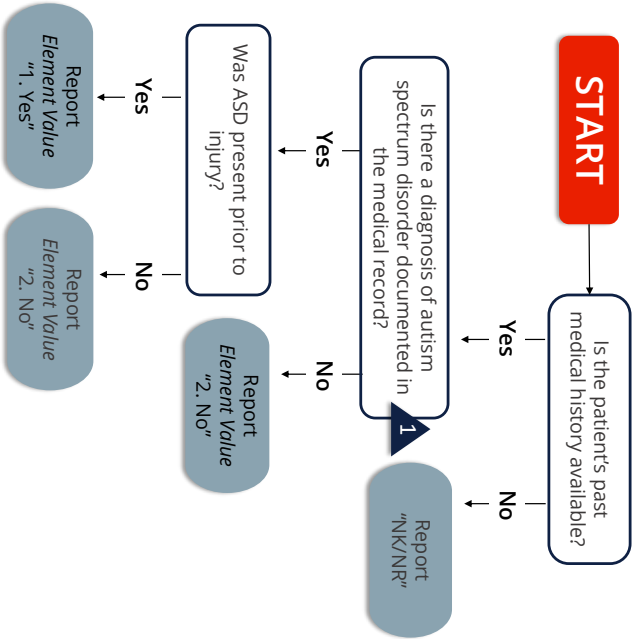 START
Is the patient’s past
medical history available?
Yes
No
Is there a diagnosis of autism
spectrum disorder documented in
the medical record?
1
Report
“NK/NR”
Yes
No
Was ASD present prior to
injury?
Report
Element Value
“2. No”
Yes
No
Report
Element Value
“1. Yes”
Report
Element Value
“2. No”